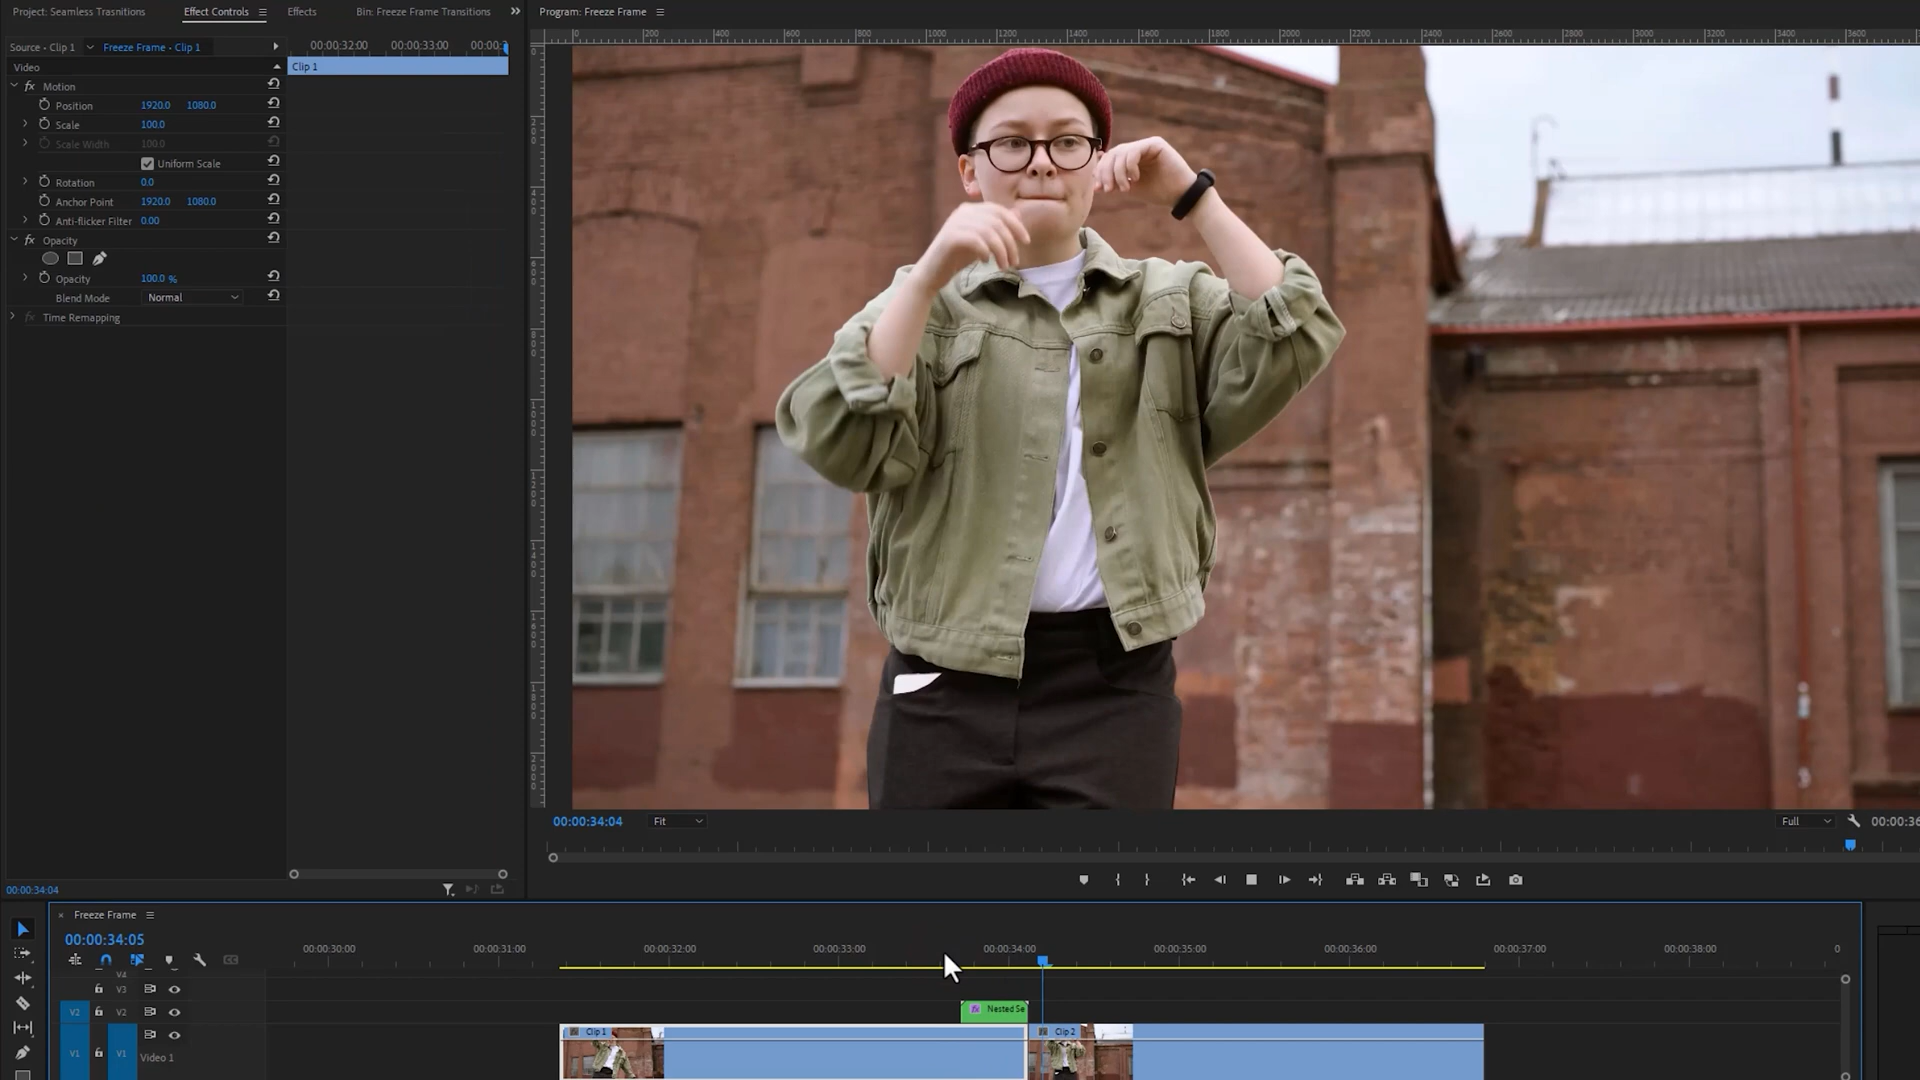 Project: Seamless Trasnitions
Effect Controls
Effects
Bin: Freeze Frame Transitions
Program: Freeze Frame
Source • Clip 1
Freeze Frame • Clip 1
00:00:32:00
00:00:33:00
Video
Clip 1
fx Motion
Position 1920.0 1080.0
Scale 100.0
Scale Width 100.0
Uniform Scale
Rotation 0.0
Anchor Point 1920.0 1080.0
Anti-flicker Filter 0.00
fx Opacity
Opacity 100.0 %
Blend Mode Normal
fx Time Remapping
00:00:34:04
00:00:34:04
Fit
Full
Freeze Frame
00:00:34:05
00:00:30:00
00:00:31:00
00:00:32:00
00:00:33:00
00:00:34:00
00:00:35:00
00:00:36:00
00:00:37:00
00:00:38:00
V4
V3
V2 V2
Nested Se
Clip 1
Clip 2
V1 V1
Video 1